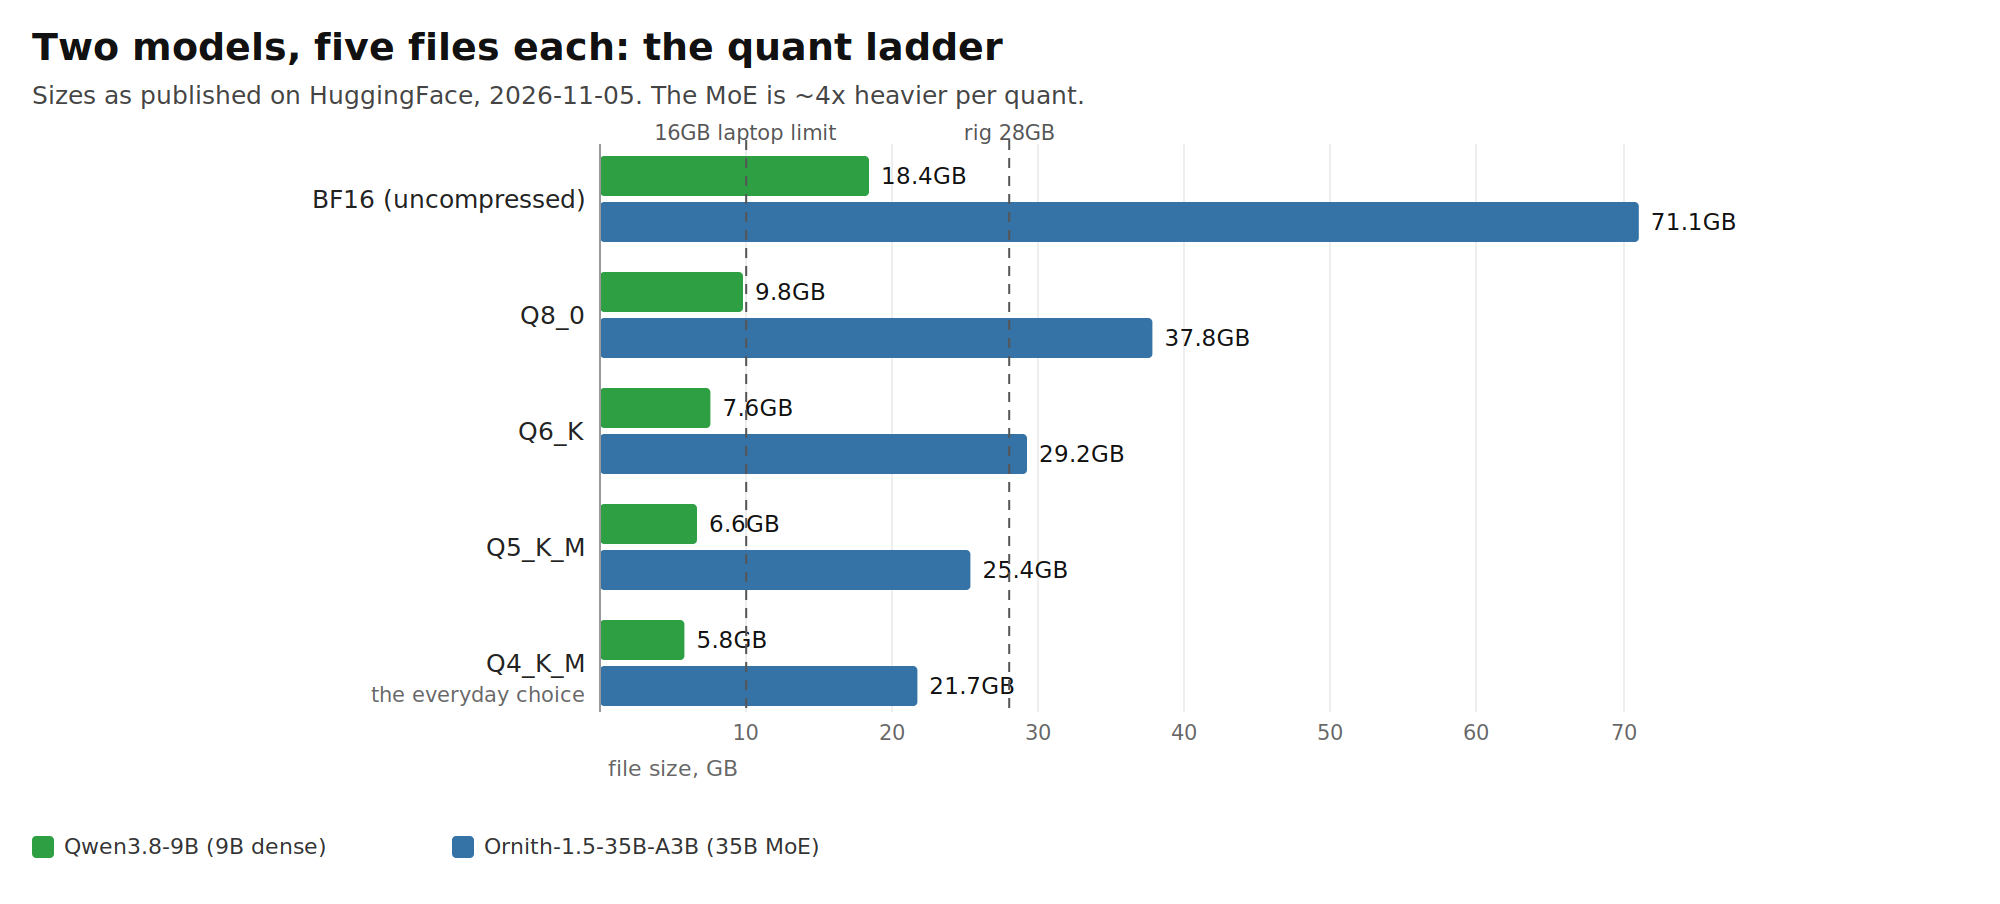 Two models, five files each: the quant ladder
Sizes as published on HuggingFace, 2026-11-05. The MoE is ~4x heavier per quant.
16GB laptop limit
rig 28GB
BF16 (uncompressed)
18.4GB
71.1GB
Q8_0
9.8GB
37.8GB
Q6_K
7.6GB
29.2GB
Q5_K_M
6.6GB
25.4GB
Q4_K_M
the everyday choice
5.8GB
21.7GB
10 20 30 40 50 60 70
file size, GB
Qwen3.8-9B (9B dense)
Ornith-1.5-35B-A3B (35B MoE)